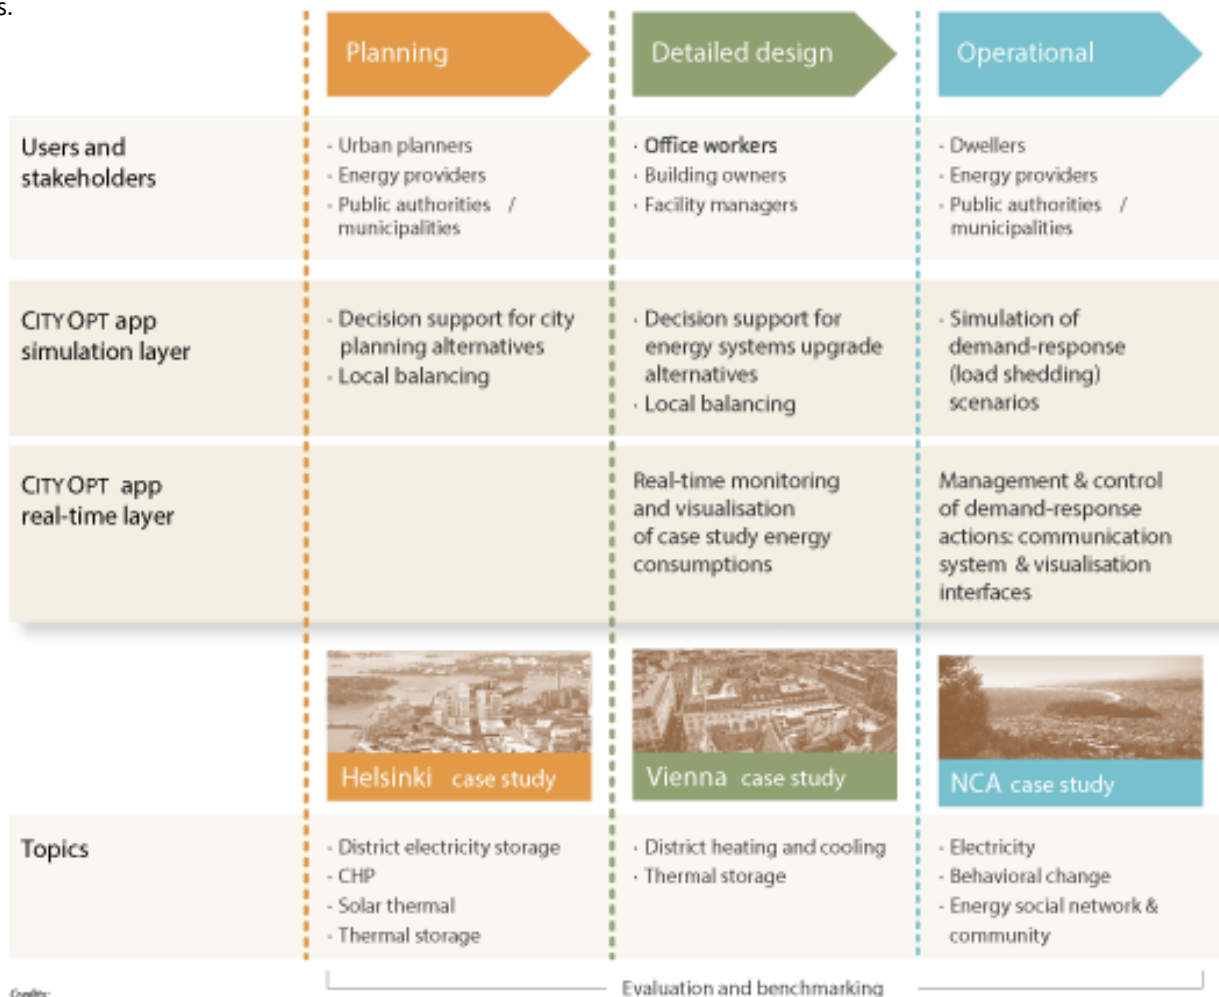 s.
Planning
Detailed design
Operational
Users and
stakeholders
· Urban planners
· Energy providers
· Public authorities /
municipalities
· Office workers
· Building owners
· Facility managers
· Dwellers
· Energy providers
· Public authorities /
municipalities
CITYOPT app
simulation layer
· Decision support for city
planning alternatives
· Local balancing
· Decision support for
energy systems upgrade
alternatives
· Local balancing
· Simulation of
demand-response
(load shedding)
scenarios
CITYOPT app
real-time layer
Real-time monitoring
and visualisation
of case study energy
consumptions
Management & control
of demand-response
actions: communication
system & visualisation
interfaces
Helsinki case study
Vienna case study
NCA case study
Topics
· District electricity storage
· CHP
· Solar thermal
· Thermal storage
· District heating and cooling
· Thermal storage
· Electricity
· Behavioral change
· Energy social network &
community
Evaluation and benchmarking
Credits: